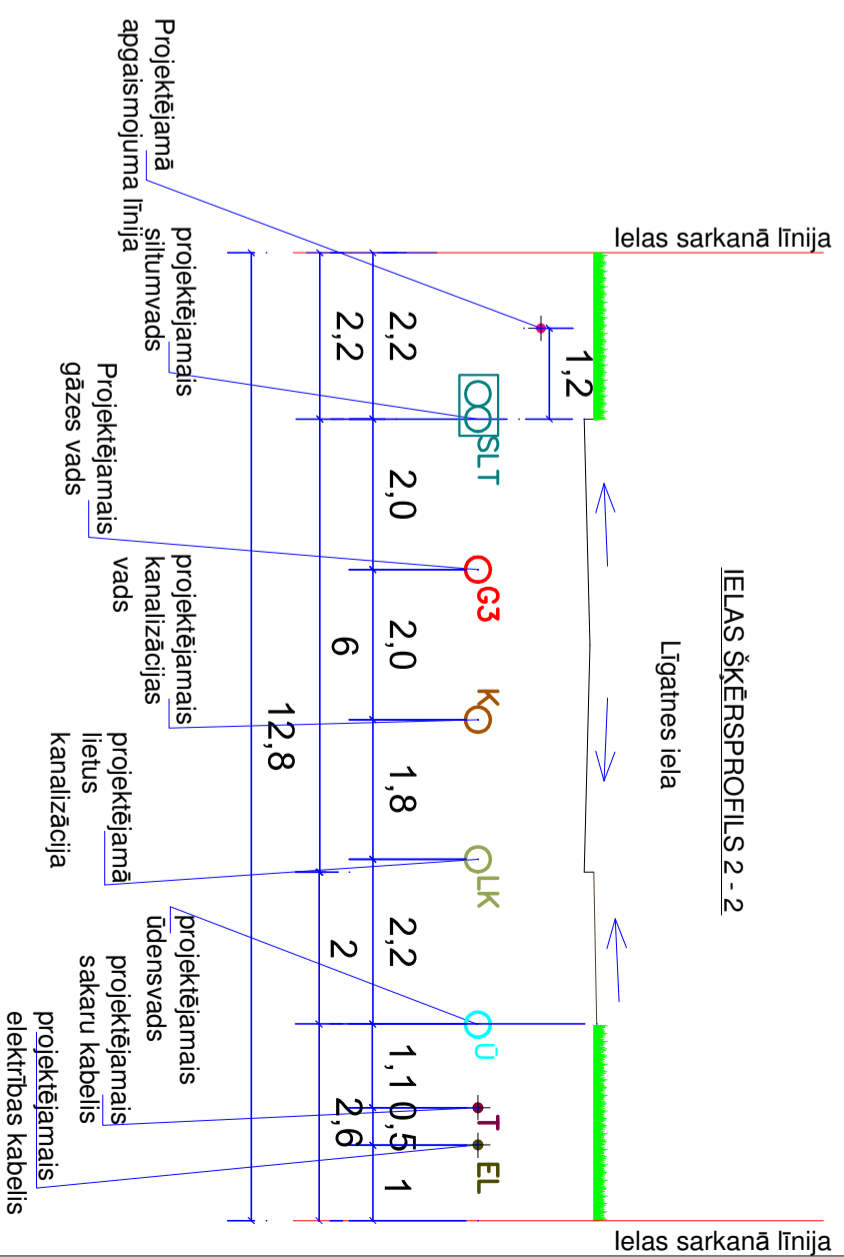 IELAS ŠĶĒRSPROFILS 2 - 2
Līgatnes iela
Ielas sarkanā līnija
Ielas sarkanā līnija
1,2
SLT
G3
K
LK
Ū
T
EL
2,2
2,0
2,0
1,8
2,2
1,1
0,5
1
2,2
6
2
2,6
12,8
Projektējamā
apgaismojuma līnija
projektējamais
siltumvads
Projektējamais
gāzes vads
projektējamais
kanalizācijas
vads
projektējamā
lietus
kanalizācija
projektējamais
ūdensvads
projektējamais
sakaru kabelis
projektējamais
elektrības kabelis